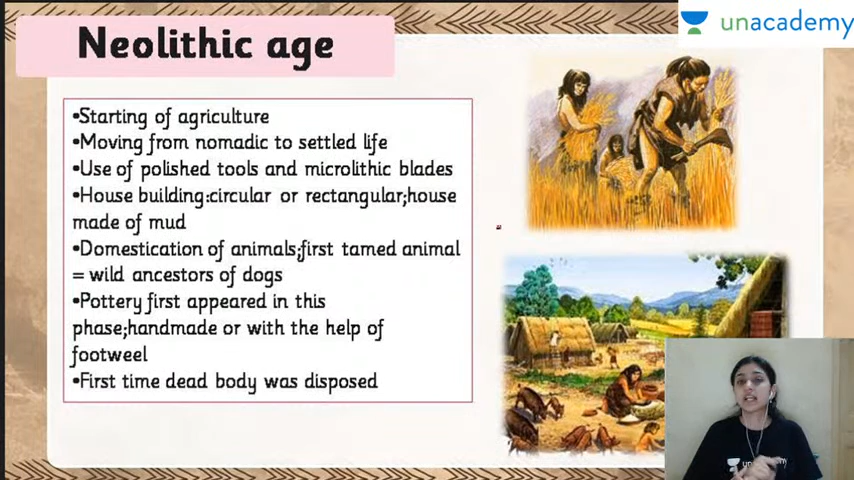 Neolithic age
unacademy
•Starting of agriculture
•Moving from nomadic to settled life
•Use of polished tools and microlithic blades
•House building:circular or rectangular;house
made of mud
•Domestication of animals;first tamed animal
= wild ancestors of dogs
•Pottery first appeared in this
phase;handmade or with the help of
footweel
•First time dead body was disposed